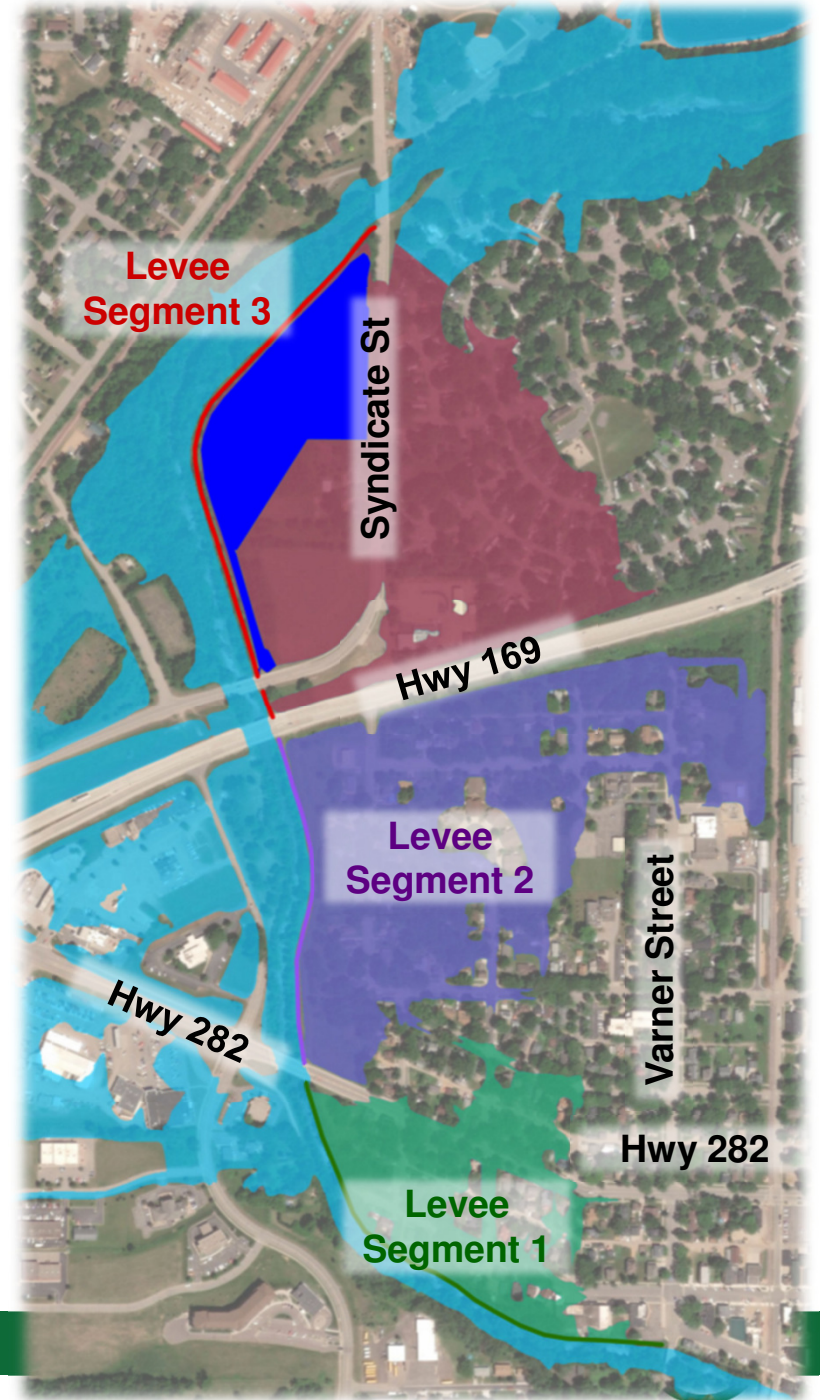 Levee
Segment 3
Syndicate St
Hwy 169
Levee
Segment 2
Varner Street
Hwy 282
Hwy 282
Levee
Segment 1